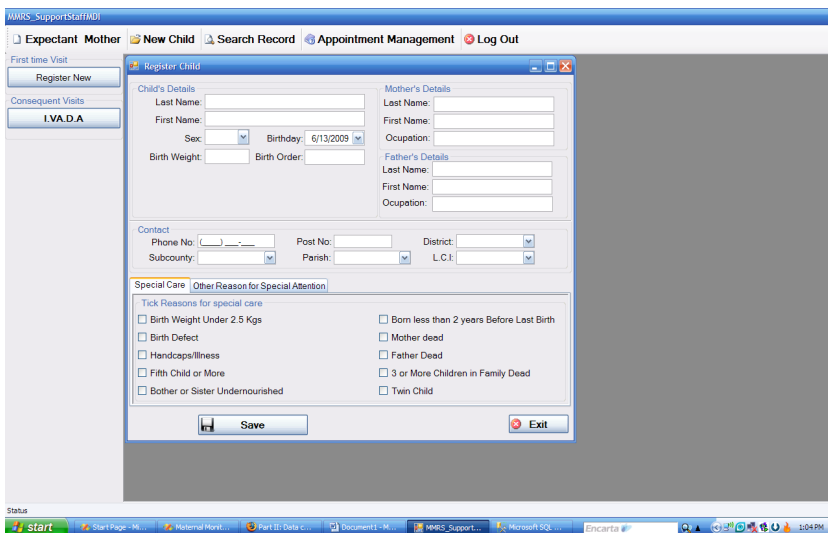 MMRS_SupportStaffMDI
Expectant Mother New Child Search Record Appointment Management Log Out
First time Visit
Register New
Consequent Visits
I.VA.D.A
Register Child
Child's Details
Last Name:
First Name:
Sex: Birthday: 6/13/2009
Birth Weight: Birth Order:
Mother's Details
Last Name:
First Name:
Ocupation:
Father's Details
Last Name:
First Name:
Ocupation:
Contact
Phone No: (____) ___-___ Post No: District:
Subcounty: Parish: L.C.I:
Special Care Other Reason for Special Attention
Tick Reasons for special care
Birth Weight Under 2.5 Kgs Born less than 2 years Before Last Birth
Birth Defect Mother dead
Handcaps/Illness Father Dead
Fifth Child or More 3 or More Children in Family Dead
Bother or Sister Undernourished Twin Child
Save Exit
Status
start Start Page - Mi... Maternal Monit... Part II: Data c... Document1 - M... MMRS_Support... Microsoft SQL ... Encarta 1:04 PM